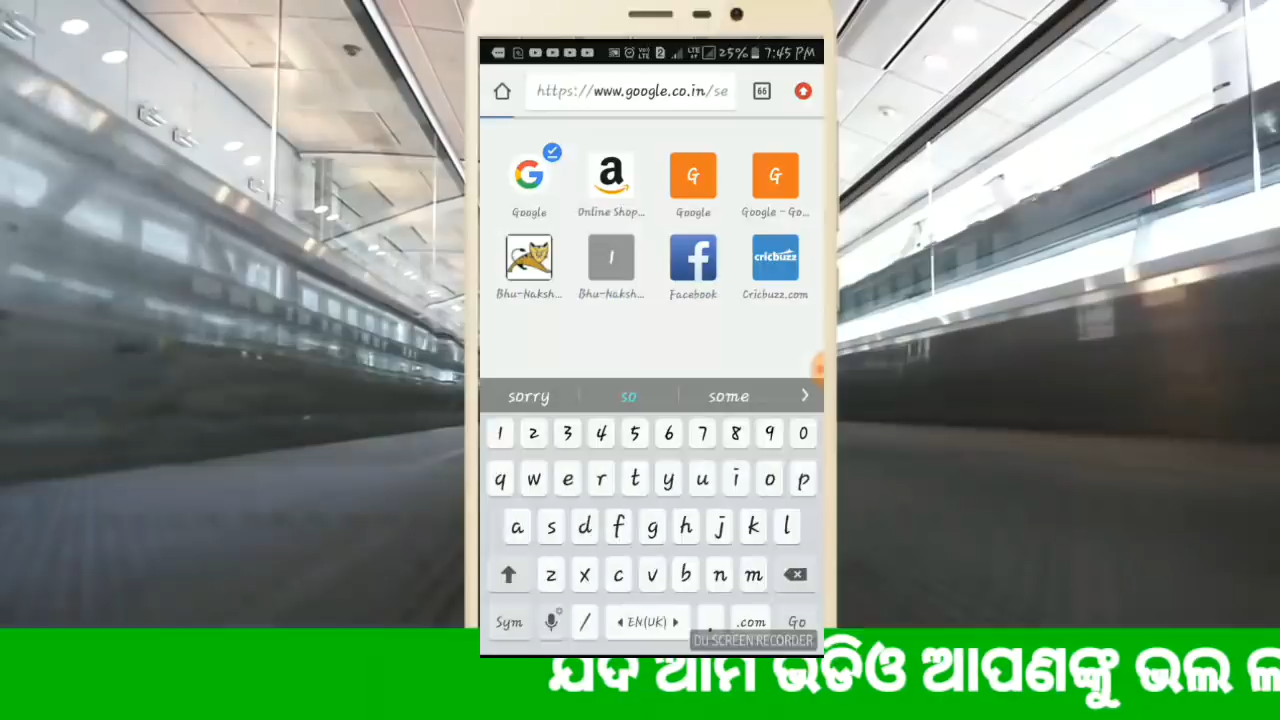 25% 7:45 PM
https://www.google.co.in/se 66
G G
Google Online Shop... Google Google - Go...
I cricbuzz
Bhu-Naksh... Bhu-Naksh... Facebook Cricbuzz.com
sorry so some
1 2 3 4 5 6 7 8 9 0
q w e r t y u i o p
a s d f g h j k l
z x c v b n m
Sym / EN(UK) , .com Go
DU SCREEN RECORDER
ଯଦି ଆମ ଭିଡିଓ ଆପଣଙ୍କୁ ଭଲ